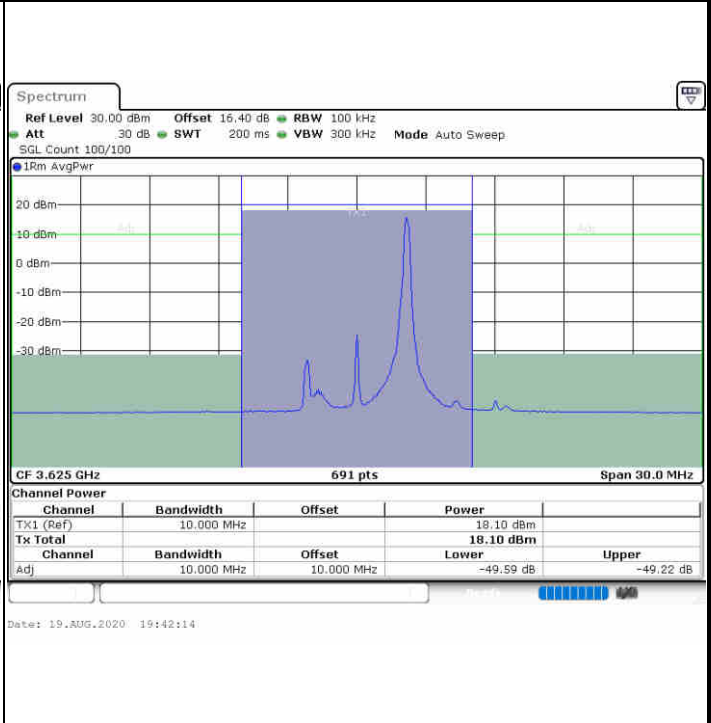 Spectrum
Ref Level 30.00 dBm Offset 16.40 dB RBW 100 kHz
Att 30 dB SWT 200 ms VBW 300 kHz Mode Auto Sweep
SGL Count 100/100
1Rm AvgPwr
20 dBm
TX1
Adj Adj
10 dBm
0 dBm
-10 dBm
-20 dBm
-30 dBm
CF 3.625 GHz 691 pts Span 30.0 MHz
Channel Power
Channel Bandwidth Offset Power
TX1 (Ref) 10.000 MHz 18.10 dBm
Tx Total 18.10 dBm
Channel Bandwidth Offset Lower Upper
Adj 10.000 MHz 10.000 MHz -49.59 dB -49.22 dB
Date: 19.AUG.2020 19:42:14